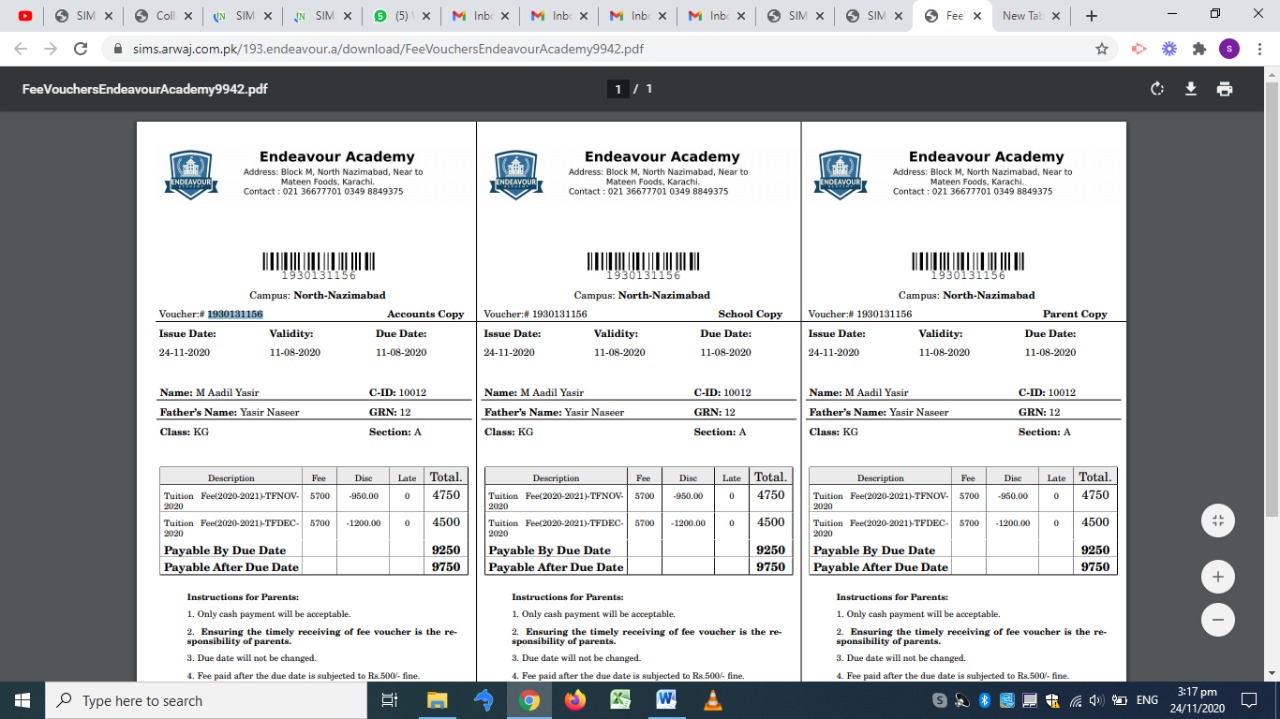 SIM
Coll
SIM
SIM
(5)
Inbo
Inbo
Inbo
Inbo
SIM
SIM
Fee
New Tab
sims.arwaj.com.pk/193.endeavour.a/download/FeeVouchersEndeavourAcademy9942.pdf
S
FeeVouchersEndeavourAcademy9942.pdf
1 / 1
ENDEAVOUR
Endeavour Academy
Address: Block M, North Nazimabad, Near to
Mateen Foods, Karachi.
Contact : 021 36677701 0349 8849375
1930131156
Campus: North-Nazimabad
Voucher:# 1930131156 Accounts Copy
Issue Date: Validity: Due Date:
24-11-2020 11-08-2020 11-08-2020
Name: M Aadil Yasir C-ID: 10012
Father's Name: Yasir Naseer GRN: 12
Class: KG Section: A
Description Fee Disc Late Total.
Tuition Fee(2020-2021)-TFNOV- 5700 -950.00 0 4750
2020
Tuition Fee(2020-2021)-TFDEC- 5700 -1200.00 0 4500
2020
Payable By Due Date 9250
Payable After Due Date 9750
Instructions for Parents:
1. Only cash payment will be acceptable.
2. Ensuring the timely receiving of fee voucher is the re-
sponsibility of parents.
3. Due date will not be changed.
4. Fee paid after the due date is subjected to Rs.500/- fine.
ENDEAVOUR
Endeavour Academy
Address: Block M, North Nazimabad, Near to
Mateen Foods, Karachi.
Contact : 021 36677701 0349 8849375
1930131156
Campus: North-Nazimabad
Voucher:# 1930131156 School Copy
Issue Date: Validity: Due Date:
24-11-2020 11-08-2020 11-08-2020
Name: M Aadil Yasir C-ID: 10012
Father's Name: Yasir Naseer GRN: 12
Class: KG Section: A
Description Fee Disc Late Total.
Tuition Fee(2020-2021)-TFNOV- 5700 -950.00 0 4750
2020
Tuition Fee(2020-2021)-TFDEC- 5700 -1200.00 0 4500
2020
Payable By Due Date 9250
Payable After Due Date 9750
Instructions for Parents:
1. Only cash payment will be acceptable.
2. Ensuring the timely receiving of fee voucher is the re-
sponsibility of parents.
3. Due date will not be changed.
4. Fee paid after the due date is subjected to Rs.500/- fine.
ENDEAVOUR
Endeavour Academy
Address: Block M, North Nazimabad, Near to
Mateen Foods, Karachi.
Contact : 021 36677701 0349 8849375
1930131156
Campus: North-Nazimabad
Voucher:# 1930131156 Parent Copy
Issue Date: Validity: Due Date:
24-11-2020 11-08-2020 11-08-2020
Name: M Aadil Yasir C-ID: 10012
Father's Name: Yasir Naseer GRN: 12
Class: KG Section: A
Description Fee Disc Late Total.
Tuition Fee(2020-2021)-TFNOV- 5700 -950.00 0 4750
2020
Tuition Fee(2020-2021)-TFDEC- 5700 -1200.00 0 4500
2020
Payable By Due Date 9250
Payable After Due Date 9750
Instructions for Parents:
1. Only cash payment will be acceptable.
2. Ensuring the timely receiving of fee voucher is the re-
sponsibility of parents.
3. Due date will not be changed.
4. Fee paid after the due date is subjected to Rs.500/- fine.
Type here to search
ENG
3:17 pm
24/11/2020